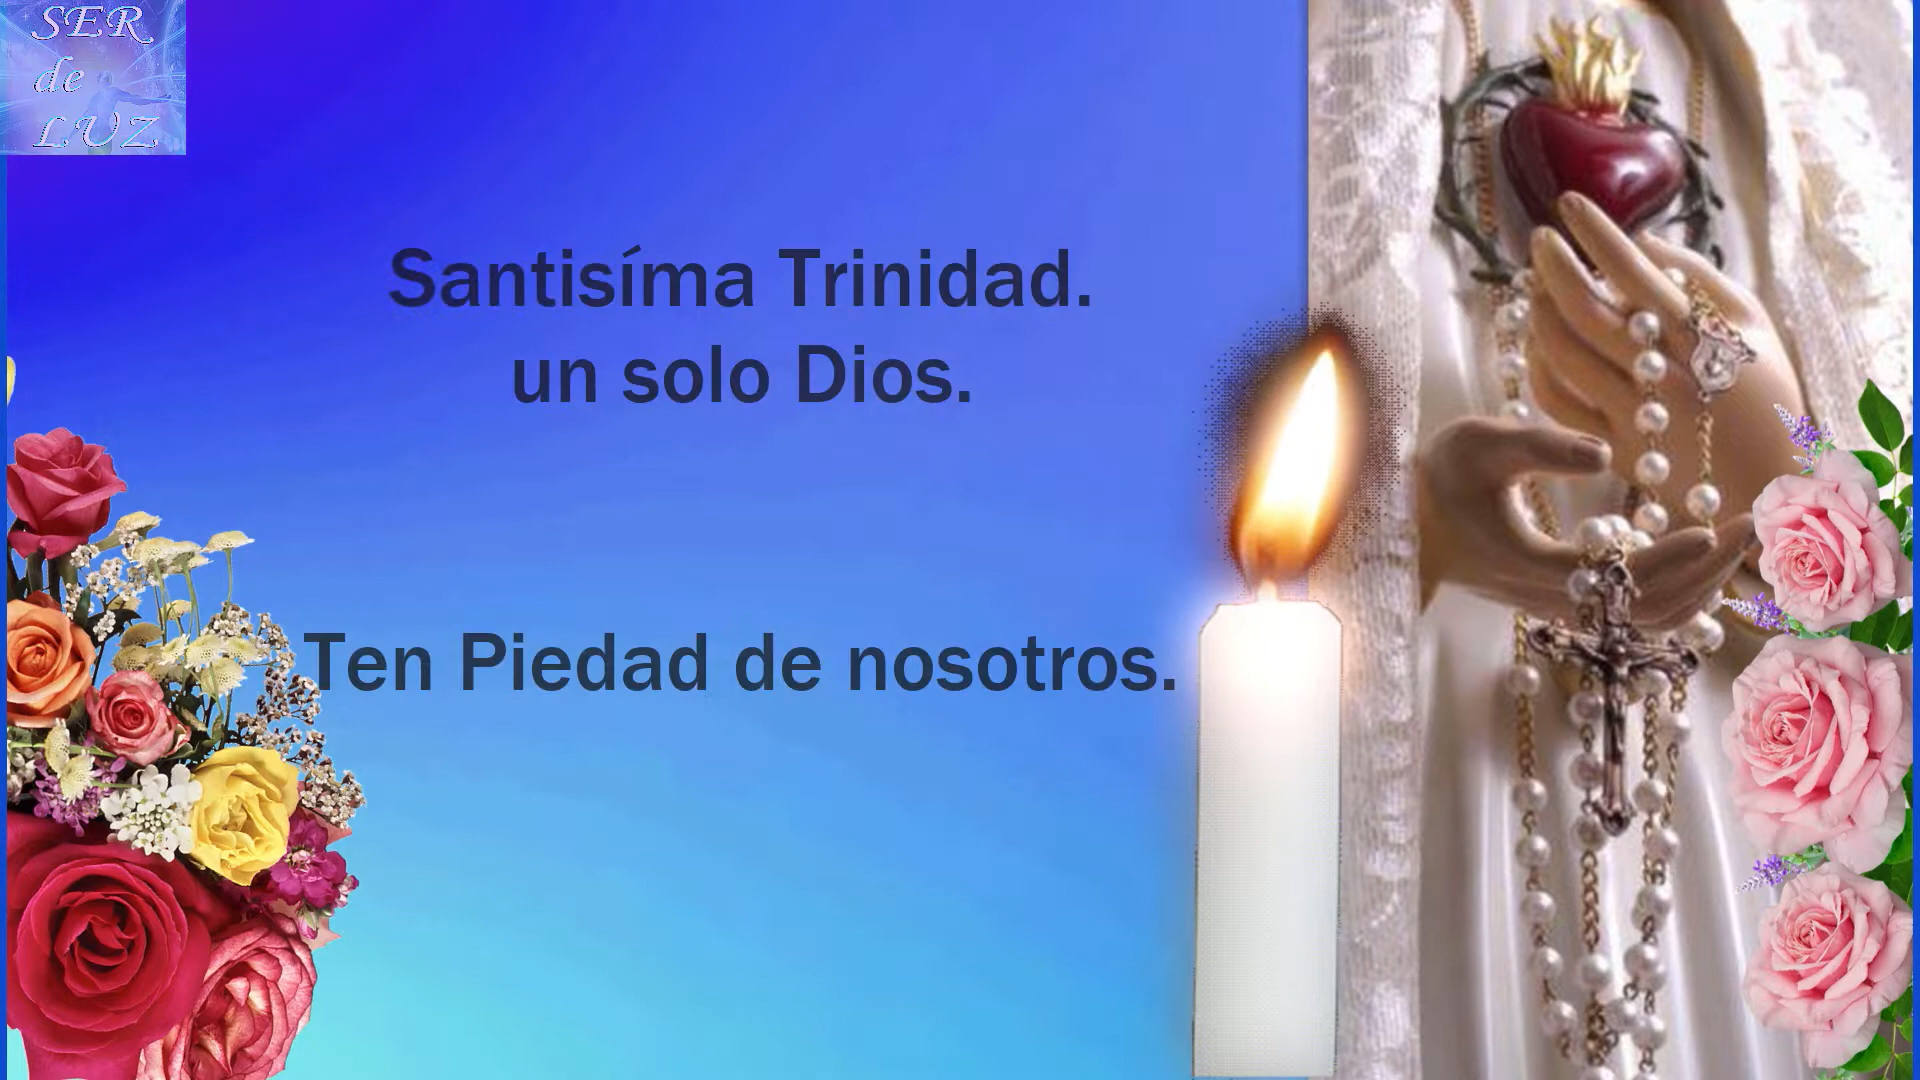 SER
de
LUZ
Santisíma Trinidad.
un solo Dios.
Ten Piedad de nosotros.